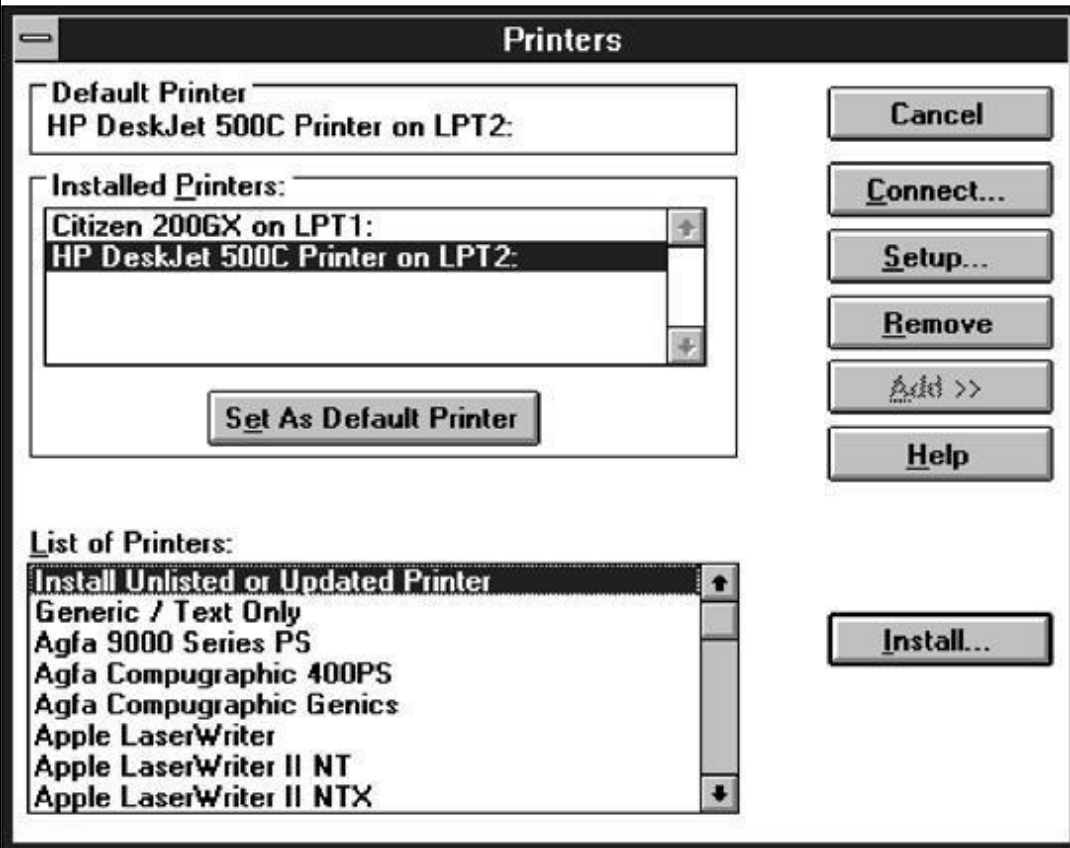 Printers
Default Printer
HP DeskJet 500C Printer on LPT2:
Installed Printers:
Citizen 200GX on LPT1:
HP DeskJet 500C Printer on LPT2:
Set As Default Printer
Cancel
Connect...
Setup...
Remove
Add >>
Help
List of Printers:
Install Unlisted or Updated Printer
Generic / Text Only
Agfa 9000 Series PS
Agfa Compugraphic 400PS
Agfa Compugraphic Genics
Apple LaserWriter
Apple LaserWriter II NT
Apple LaserWriter II NTX
Install...